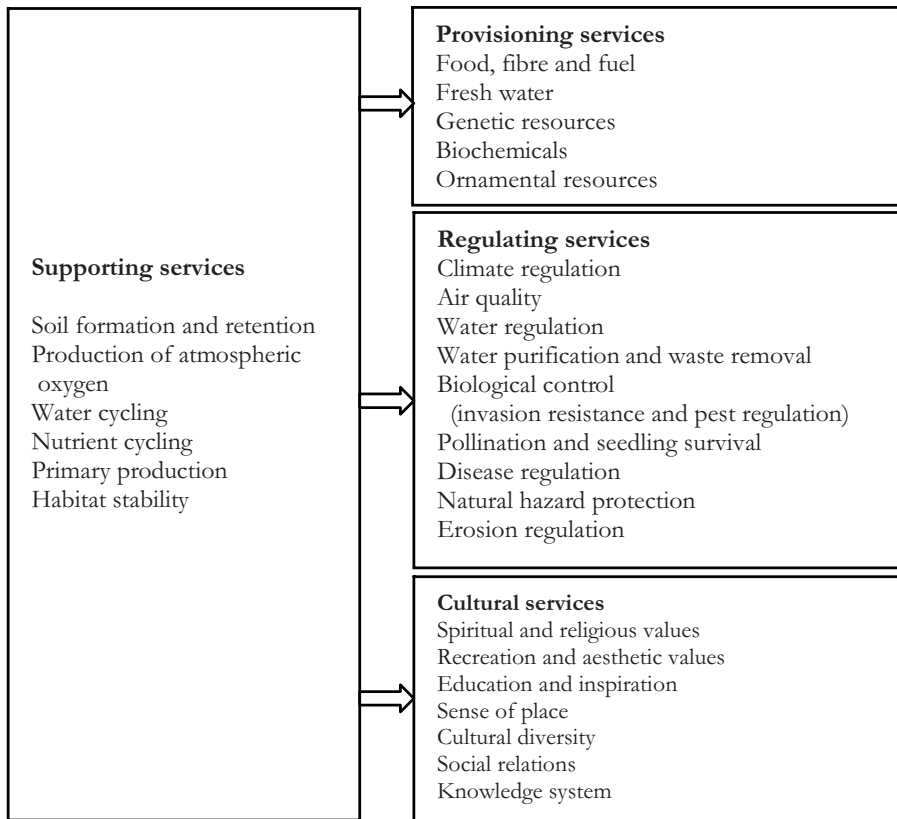 Supporting services
Soil formation and retention
Production of atmospheric
oxygen
Water cycling
Nutrient cycling
Primary production
Habitat stability
Provisioning services
Food, fibre and fuel
Fresh water
Genetic resources
Biochemicals
Ornamental resources
Regulating services
Climate regulation
Air quality
Water regulation
Water purification and waste removal
Biological control
(invasion resistance and pest regulation)
Pollination and seedling survival
Disease regulation
Natural hazard protection
Erosion regulation
Cultural services
Spiritual and religious values
Recreation and aesthetic values
Education and inspiration
Sense of place
Cultural diversity
Social relations
Knowledge system